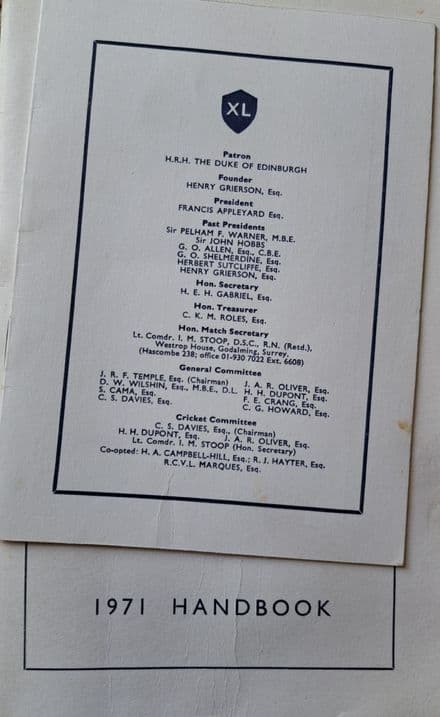 XL
Patron
H.R.H. THE DUKE OF EDINBURGH
Founder
HENRY GRIERSON, Esq.
President
FRANCIS APPLEYARD Esq.
Past Presidents
Sir PELHAM F. WARNER, M.B.E.
Sir JOHN HOBBS
G. O. ALLEN, Esq., C.B.E.
G. O. SHELMERDINE, Esq.
HERBERT SUTCLIFFE, Esq.
HENRY GRIERSON, Esq.
Hon. Secretary
H. E. H. GABRIEL, Esq.
Hon. Treasurer
C. K. M. ROLES, Esq.
Hon. Match Secretary
Lt. Comdr. I. M. STOOP, D.S.C., R.N. (Retd.),
Westrop House, Godalming, Surrey.
(Hascombe 238; office 01-930 7022 Ext. 6608)
General Committee
J. R. F. TEMPLE, Esq. (Chairman) J. A. R. OLIVER, Esq.
D. W. WILSHIN, Esq., M.B.E., D.L. H. H. DUPONT, Esq.
S. CAMA, Esq. F. E. CRANG, Esq.
C. S. DAVIES, Esq. C. G. HOWARD, Esq.
Cricket Committee
C. S. DAVIES, Esq., (Chairman)
H. H. DUPONT, Esq. J. A. R. OLIVER, Esq.
Lt. Comdr. I. M. STOOP (Hon. Secretary)
Co-opted: H. A. CAMPBELL-HILL, Esq.; R. J. HAYTER, Esq.
R.C.V.L. MARQUES, Esq.
1971 HANDBOOK